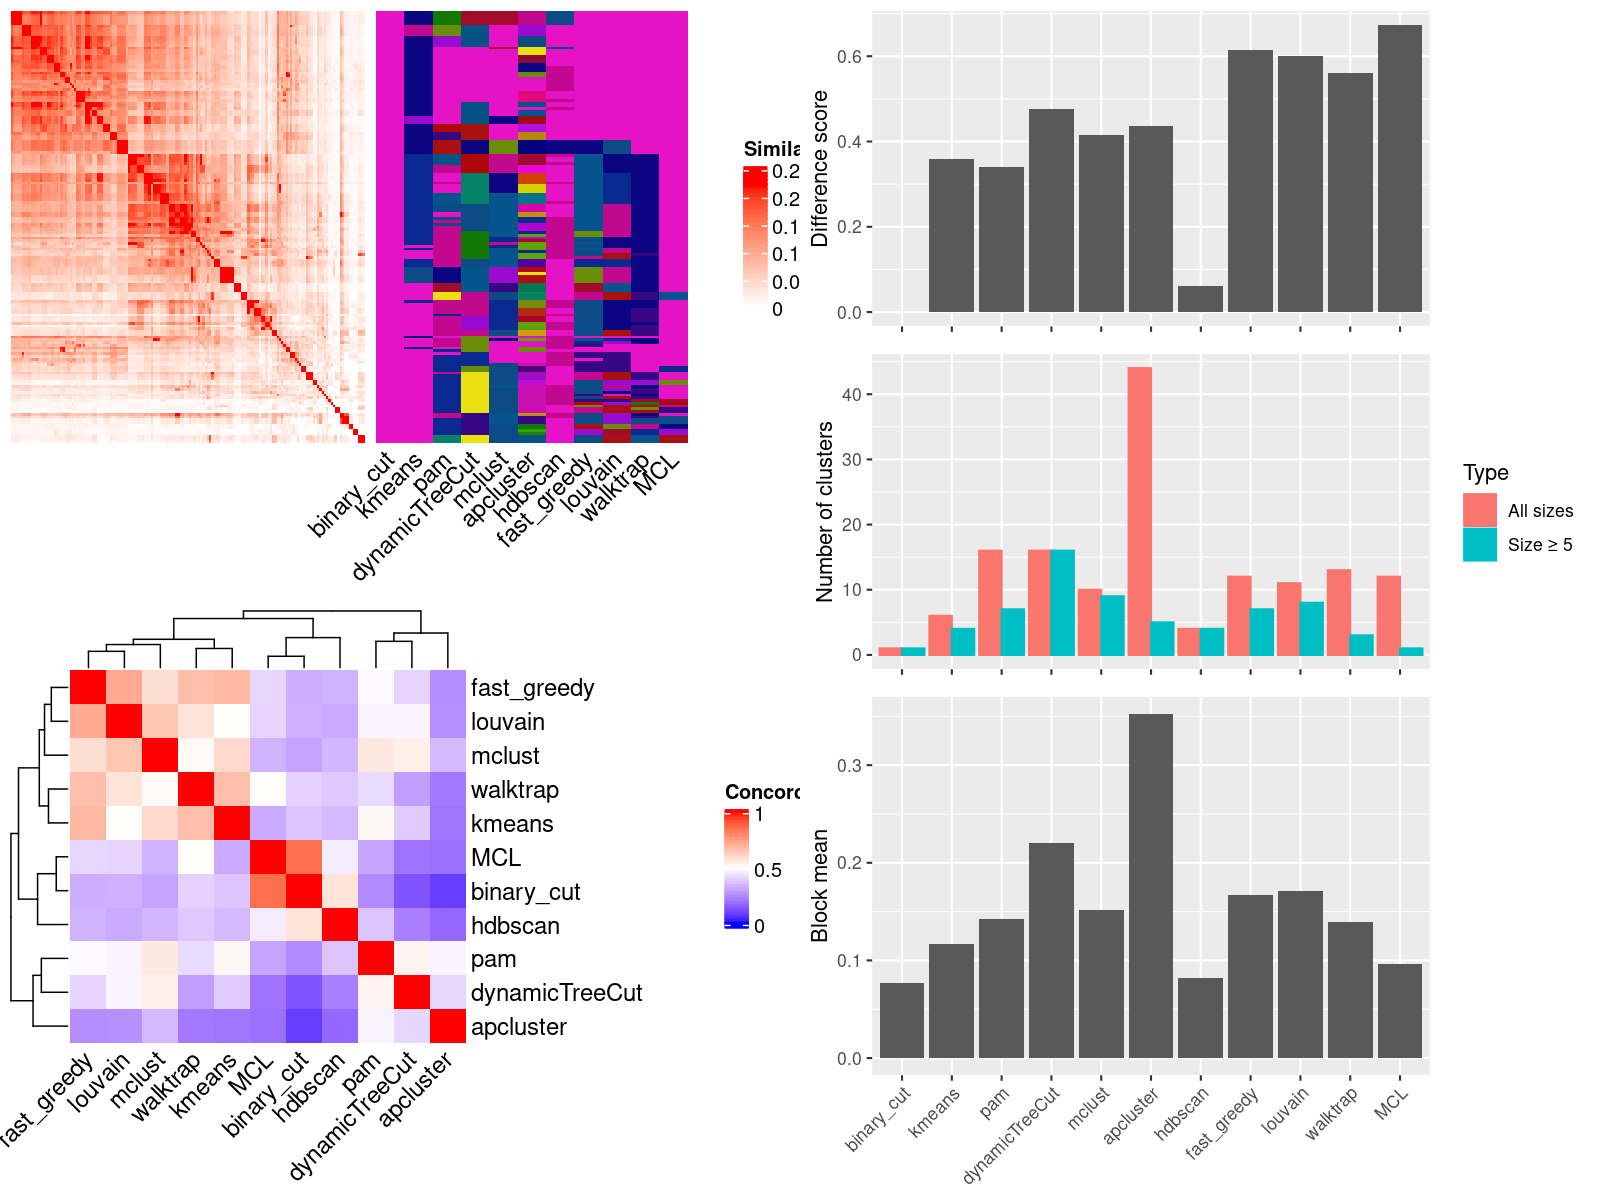 Simila
0.2
0.2
0.1
0.1
0.0
0
binary_cut
kmeans
pam
dynamicTreeCut
mclust
apcluster
hdbscan
fast_greedy
louvain
walktrap
MCL
fast_greedy
louvain
mclust
walktrap
kmeans
MCL
binary_cut
hdbscan
pam
dynamicTreeCut
apcluster
fast_greedy
louvain
mclust
walktrap
kmeans
MCL
binary_cut
hdbscan
pam
dynamicTreeCut
apcluster
Concord
1
0.5
0
Difference score
0.6
0.4
0.2
0.0
Number of clusters
40
30
20
10
0
Type
All sizes
Size ≥ 5
Block mean
0.3
0.2
0.1
0.0
binary_cut
kmeans
pam
dynamicTreeCut
mclust
apcluster
hdbscan
fast_greedy
louvain
walktrap
MCL